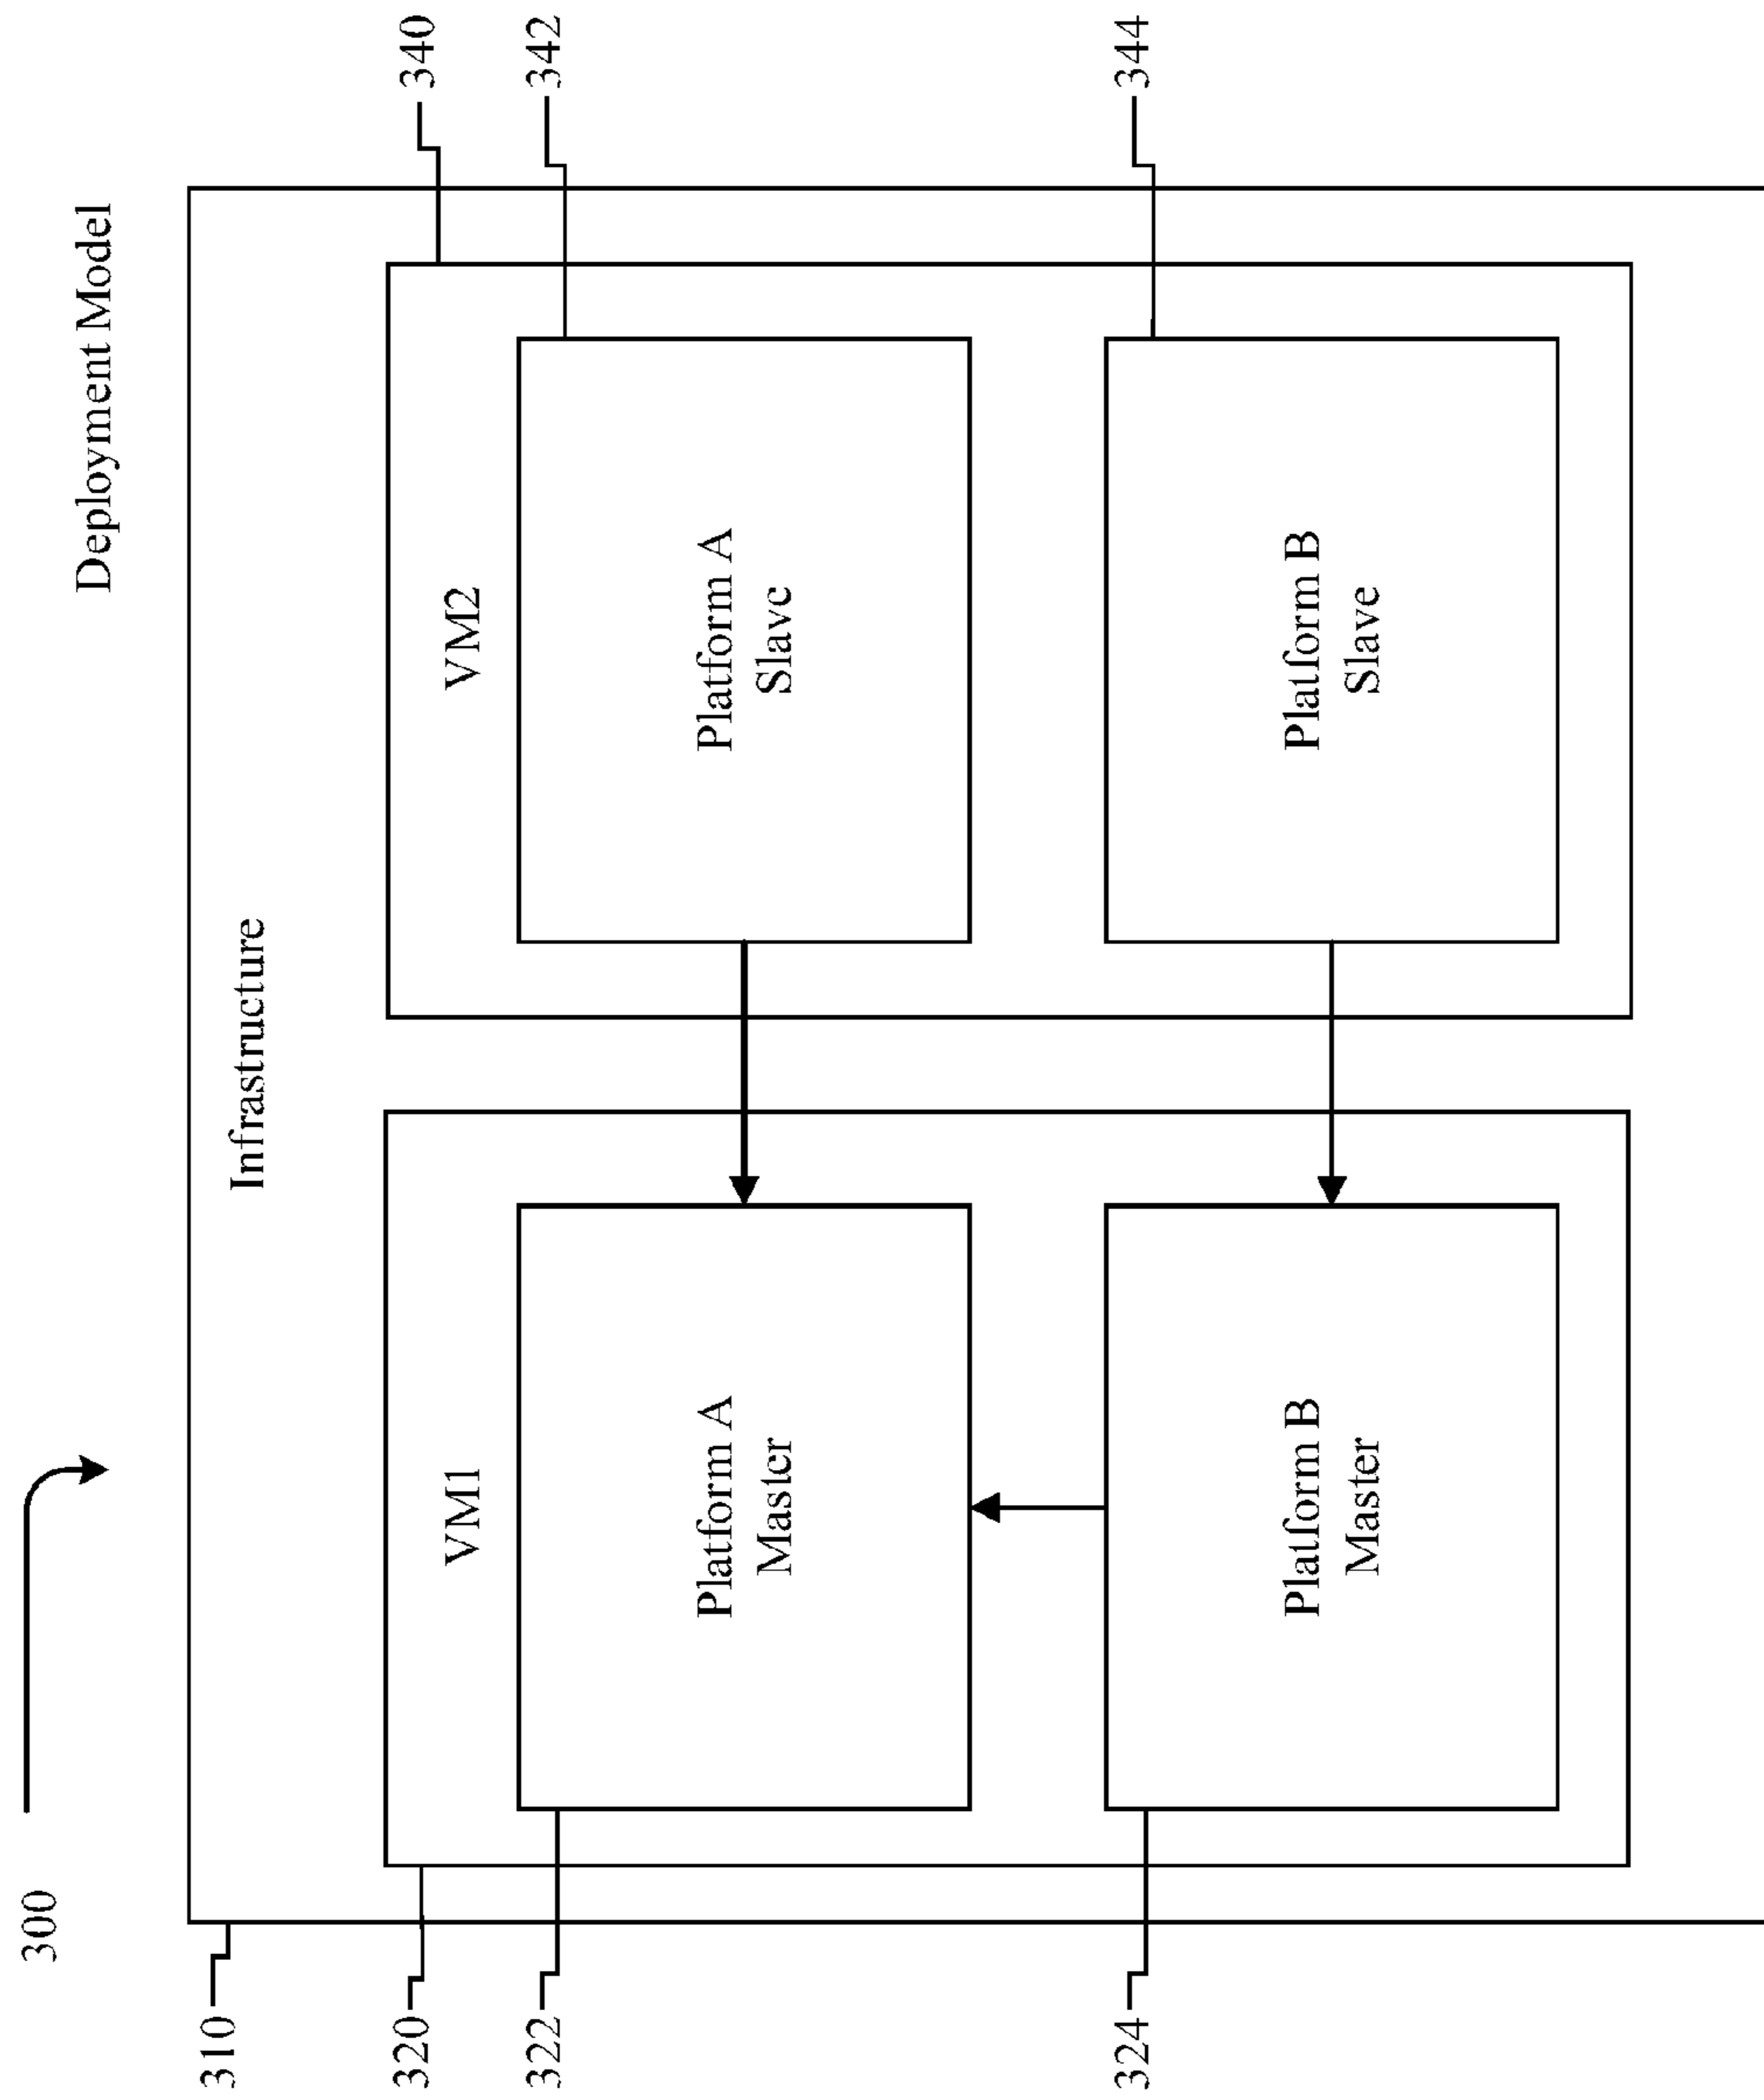 300
Deployment Model
310
Infrastructure
320
VM1
VM2
340
322
Platform A
Master
Platform A
Slave
342
324
Platform B
Master
Platform B
Slave
344